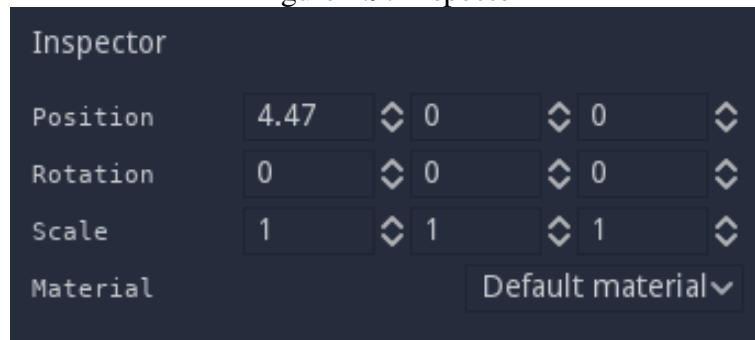 Inspector
Position 4.47 0 0
Rotation 0 0 0
Scale 1 1 1
Material Default material